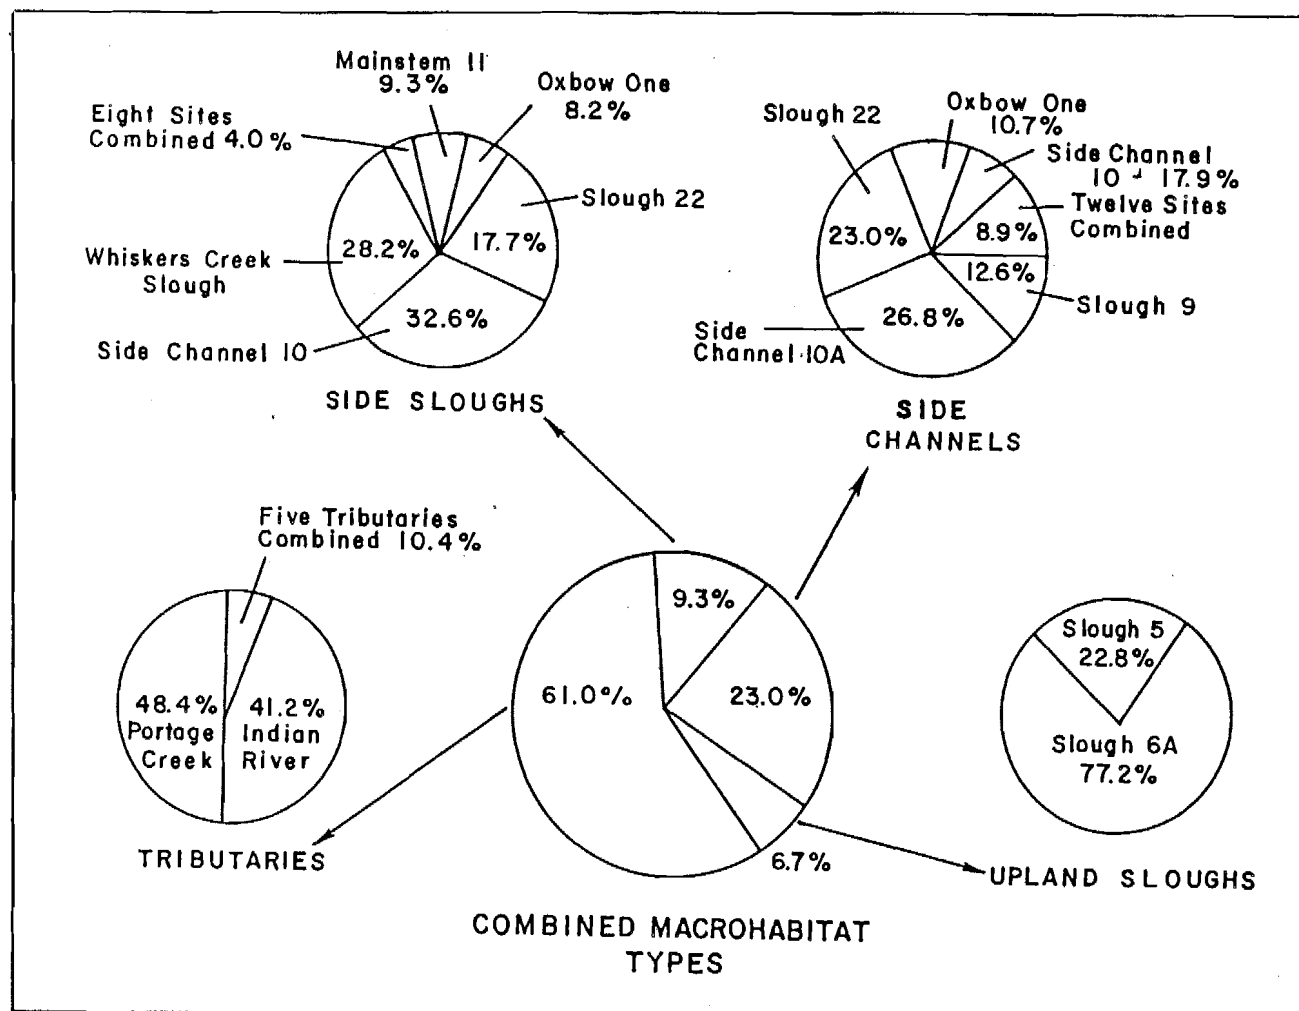 Mainstem 11
9.3%
Oxbow One
8.2%
Eight Sites
Combined 4.0%
Slough 22
17.7%
28.2%
Whiskers Creek
Slough
32.6%
Side Channel 10
SIDE SLOUGHS
Slough 22
Oxbow One
10.7%
Side Channel
10 - 17.9%
Twelve Sites
Combined
8.9%
23.0%
12.6%
Slough 9
26.8%
Side
Channel 10A
SIDE
CHANNELS
Five Tributaries
Combined 10.4%
48.4%
Portage
Creek
41.2%
Indian
River
TRIBUTARIES
9.3%
61.0%
23.0%
6.7%
COMBINED MACROHABITAT
TYPES
Slough 5
22.8%
Slough 6A
77.2%
UPLAND SLOUGHS